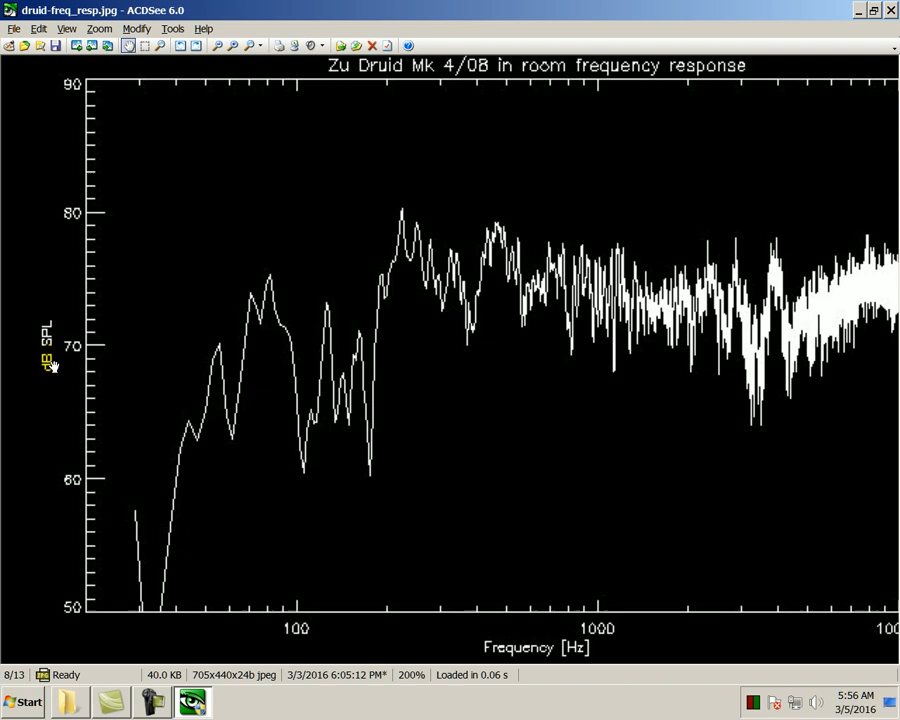 druid-freq_resp.jpg - ACDSee 6.0
File Edit View Zoom Modify Tools Help
Zu Druid Mk 4/08 in room frequency response
90
80
70
60
50
dB SPL
100 1000 100
Frequency [Hz]
8/13 Ready 40.0 KB 705x440x24b jpeg 3/3/2016 6:05:12 PM* 200% Loaded in 0.06 s
Start
5:56 AM
3/5/2016